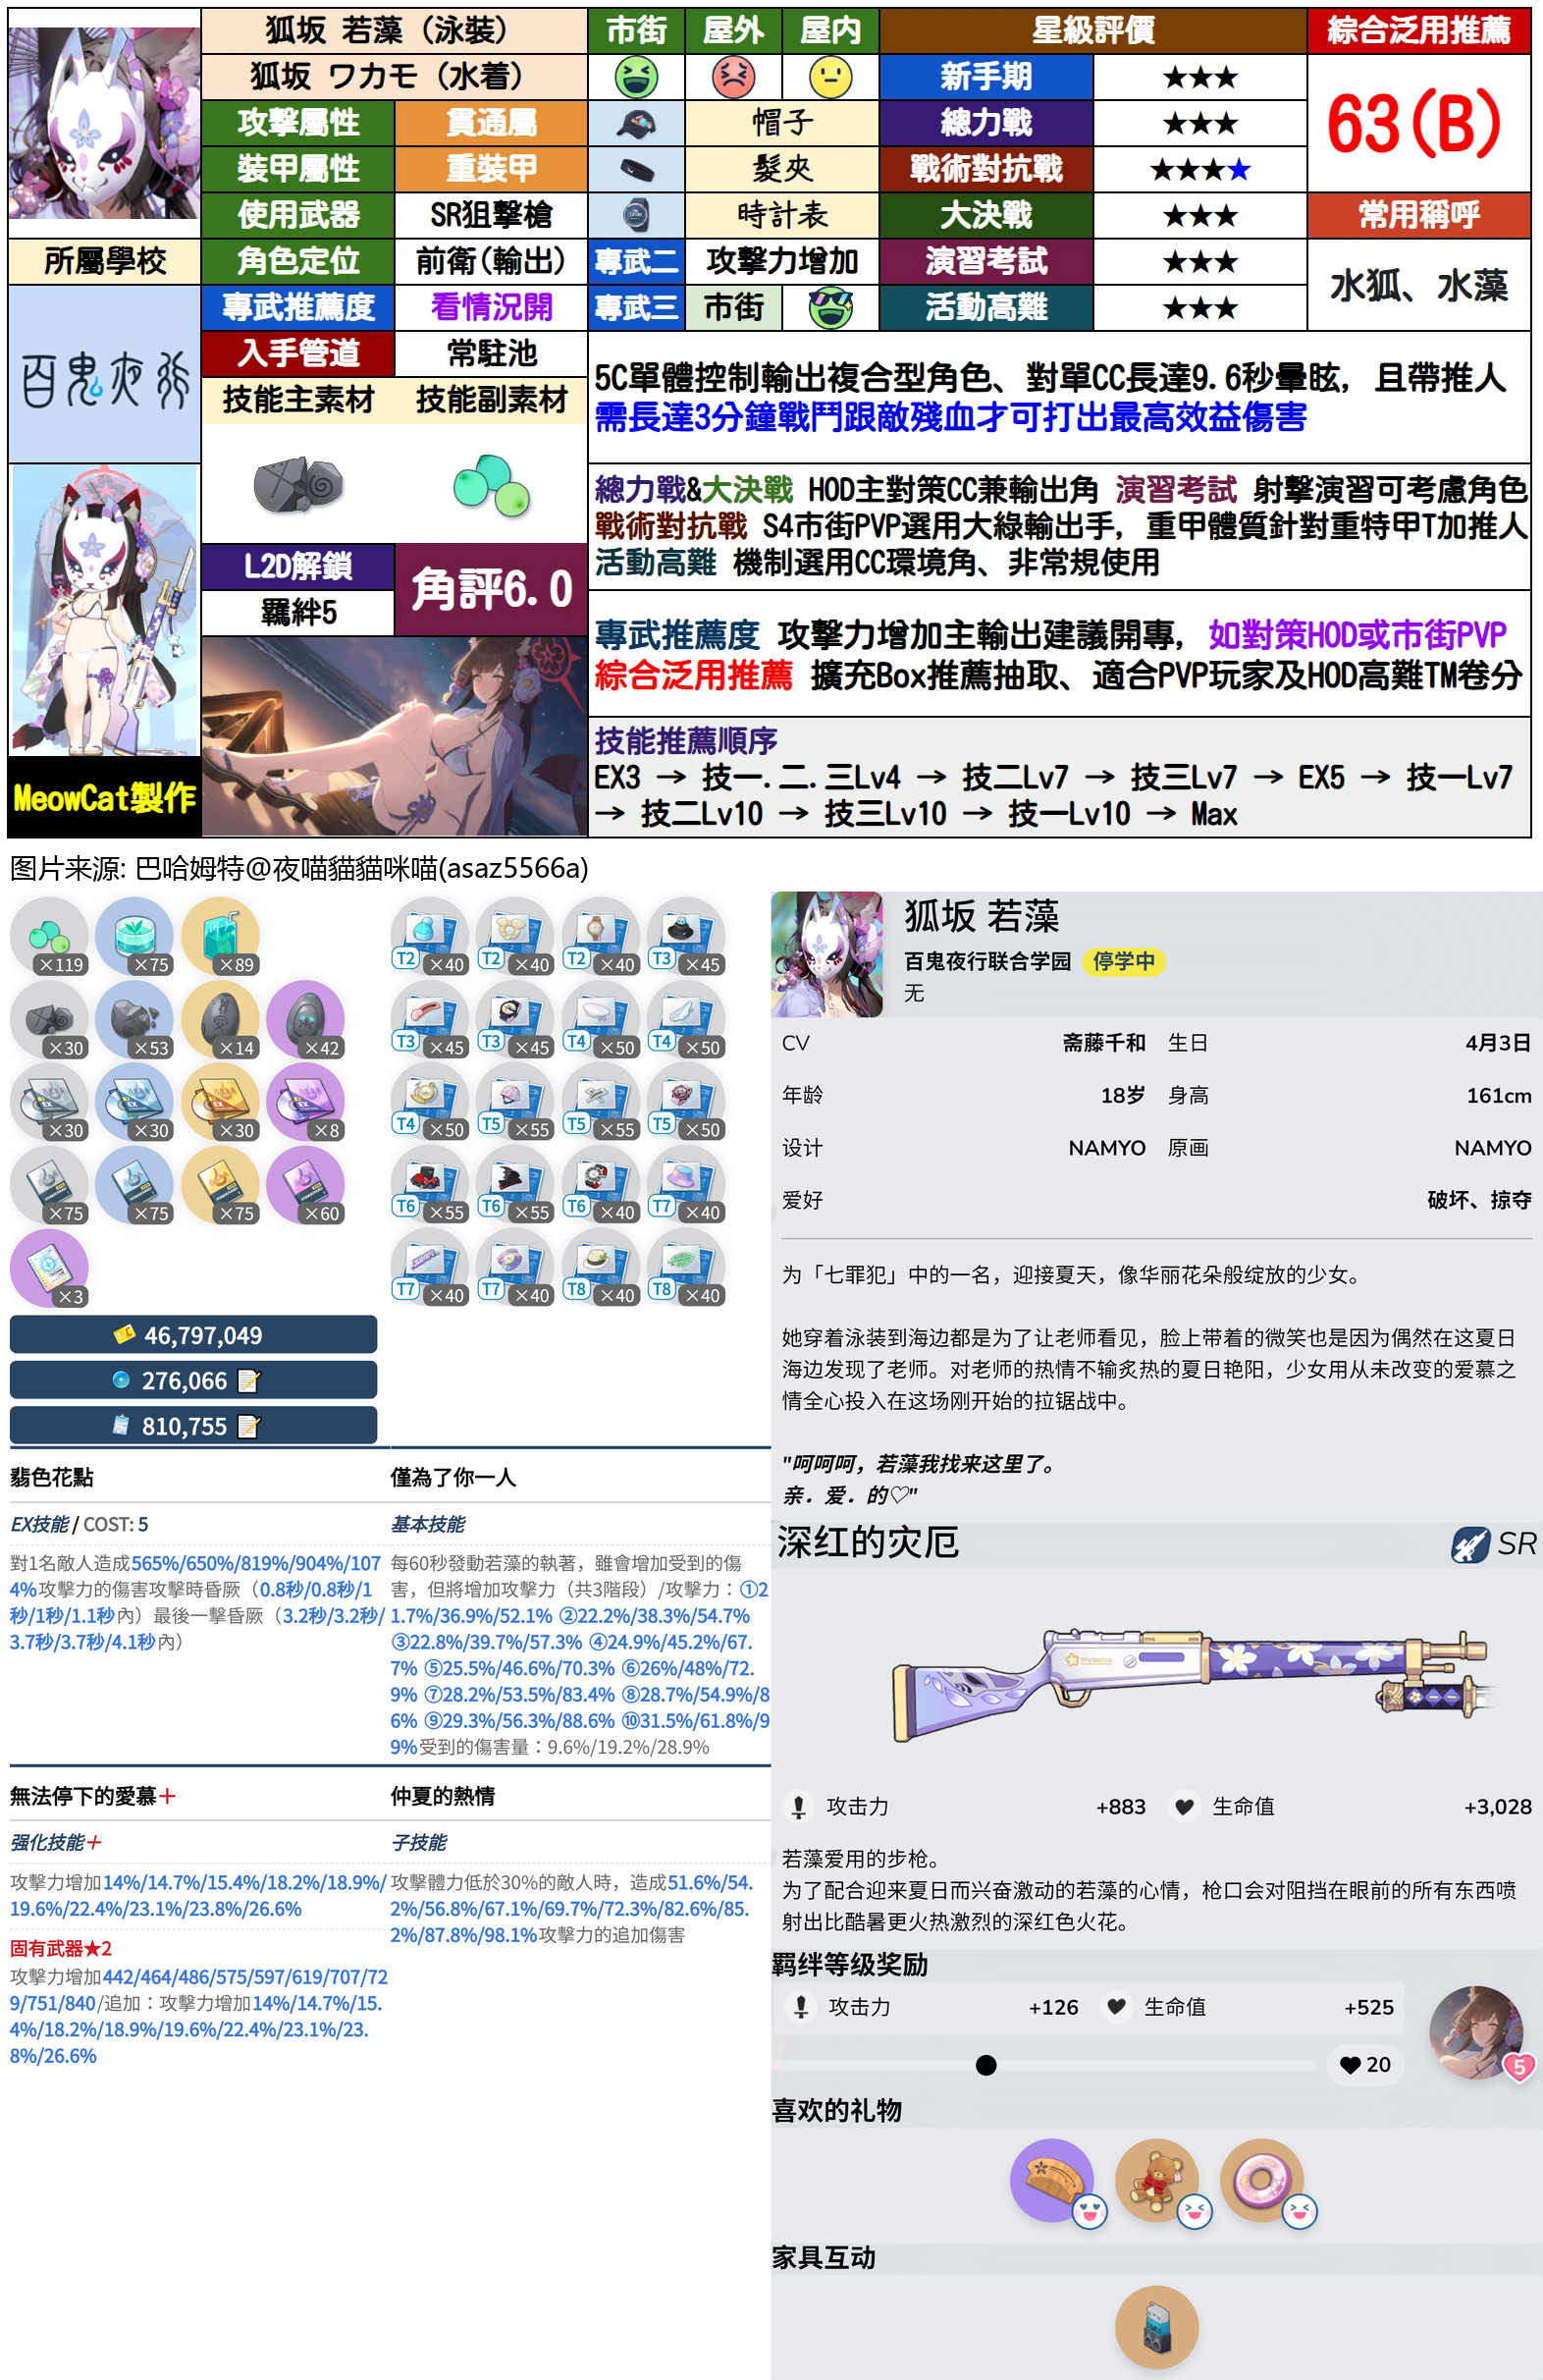 狐坂 若藻（泳裝）
市街
屋外
屋內
星級評價
綜合泛用推薦
狐坂 ワカモ（水着）
新手期
★★★
63(B)
攻擊屬性
貫通屬
帽子
總力戰
★★★
裝甲屬性
重裝甲
髮夾
戰術對抗戰
★★★★
使用武器
SR狙擊槍
時計表
大決戰
★★★
常用稱呼
所屬學校
角色定位
前衛(輸出)
專武二
攻擊力增加
演習考試
★★★
水狐、水藻
百鬼夜行
專武推薦度
看情況開
專武三
市街
活動高難
★★★
入手管道
常駐池
技能主素材
技能副素材
5C單體控制輸出複合型角色、對單CC長達9.6秒暈眩, 且帶推人
需長達3分鐘戰鬥跟敵殘血才可打出最高效益傷害
總力戰&大決戰 HOD主對策CC兼輸出角 演習考試 射擊演習可考慮角色
戰術對抗戰 S4市街PVP選用大綠輸出手, 重甲體質針對重特甲T加推人
活動高難 機制選用CC環境角、非常規使用
L2D解鎖
角評6.0
羈絆5
專武推薦度 攻擊力增加主輸出建議開專, 如對策HOD或市街PVP
綜合泛用推薦 擴充Box推薦抽取、適合PVP玩家及HOD高難TM卷分
技能推薦順序
EX3 → 技一.二.三Lv4 → 技二Lv7 → 技三Lv7 → EX5 → 技一Lv7
→ 技二Lv10 → 技三Lv10 → 技一Lv10 → Max
MeowCat製作
图片来源: 巴哈姆特@夜喵貓貓咪喵(asaz5566a)
×119
×75
×89
×30
×53
×14
×42
×30
×30
×30
×8
×75
×75
×75
×60
×3
46,797,049
276,066
810,755
T2 ×40
T2 ×40
T2 ×40
T3 ×45
T3 ×45
T3 ×45
T4 ×50
T4 ×50
T4 ×50
T5 ×55
T5 ×55
T5 ×50
T6 ×55
T6 ×55
T6 ×40
T7 ×40
T7 ×40
T7 ×40
T8 ×40
T8 ×40
翡色花點
EX技能 / COST: 5
對1名敵人造成565%/650%/819%/904%/107
4%攻擊力的傷害攻擊時昏厥（0.8秒/0.8秒/1
秒/1秒/1.1秒內）最後一擊昏厥（3.2秒/3.2秒/
3.7秒/3.7秒/4.1秒內）
僅為了你一人
基本技能
每60秒發動若藻的執著，雖會增加受到的傷
害，但將增加攻擊力（共3階段）/攻擊力：①2
1.7%/36.9%/52.1% ②22.2%/38.3%/54.7%
③22.8%/39.7%/57.3% ④24.9%/45.2%/67.
7% ⑤25.5%/46.6%/70.3% ⑥26%/48%/72.
9% ⑦28.2%/53.5%/83.4% ⑧28.7%/54.9%/8
6% ⑨29.3%/56.3%/88.6% ⑩31.5%/61.8%/9
9%受到的傷害量：9.6%/19.2%/28.9%
無法停下的愛慕＋
强化技能＋
攻擊力增加14%/14.7%/15.4%/18.2%/18.9%/
19.6%/22.4%/23.1%/23.8%/26.6%
固有武器★2
攻擊力增加442/464/486/575/597/619/707/72
9/751/840/追加：攻擊力增加14%/14.7%/15.
4%/18.2%/18.9%/19.6%/22.4%/23.1%/23.
8%/26.6%
仲夏的熱情
子技能
攻擊體力低於30%的敵人時，造成51.6%/54.
2%/56.8%/67.1%/69.7%/72.3%/82.6%/85.
2%/87.8%/98.1%攻擊力的追加傷害
狐坂 若藻
百鬼夜行联合学园 停学中
无
CV 斋藤千和 生日 4月3日
年龄 18岁 身高 161cm
设计 NAMYO 原画 NAMYO
爱好 破坏、掠夺
为「七罪犯」中的一名，迎接夏天，像华丽花朵般绽放的少女。
她穿着泳装到海边都是为了让老师看见，脸上带着的微笑也是因为偶然在这夏日
海边发现了老师。对老师的热情不输炙热的夏日艳阳，少女用从未改变的爱慕之
情全心投入在这场刚开始的拉锯战中。
"呵呵呵，若藻我找来这里了。
亲．爱．的♡"
深红的灾厄
SR
Wakamo
攻击力 +883 生命值 +3,028
若藻爱用的步枪。
为了配合迎来夏日而兴奋激动的若藻的心情，枪口会对阻挡在眼前的所有东西喷
射出比酷暑更火热激烈的深红色火花。
羁绊等级奖励
攻击力 +126 生命值 +525
20
5
喜欢的礼物
家具互动